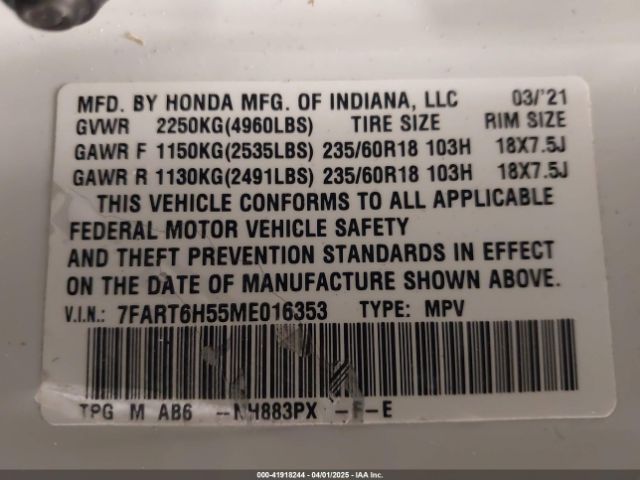 MFD. BY HONDA MFG. OF INDIANA, LLC 03/'21
GVWR 2250KG(4960LBS) TIRE SIZE RIM SIZE
GAWR F 1150KG(2535LBS) 235/60R18 103H 18X7.5J
GAWR R 1130KG(2491LBS) 235/60R18 103H 18X7.5J
THIS VEHICLE CONFORMS TO ALL APPLICABLE
FEDERAL MOTOR VEHICLE SAFETY
AND THEFT PREVENTION STANDARDS IN EFFECT
ON THE DATE OF MANUFACTURE SHOWN ABOVE.
V.I.N.: 7FART6H55ME016353 TYPE: MPV
TPG M AB6 --NH883PX -F-E
000-41918244 - 04/01/2025 - IAA, Inc.